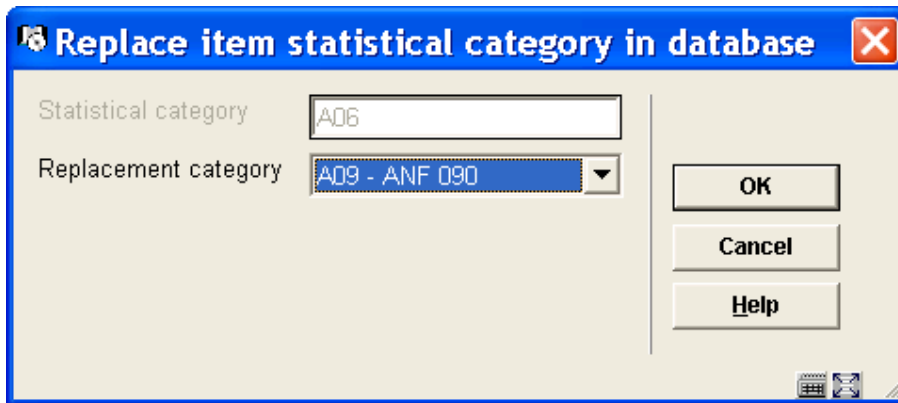 Replace item statistical category in database
Statistical category
A06
Replacement category
A09 - ANF 090
OK
Cancel
Help